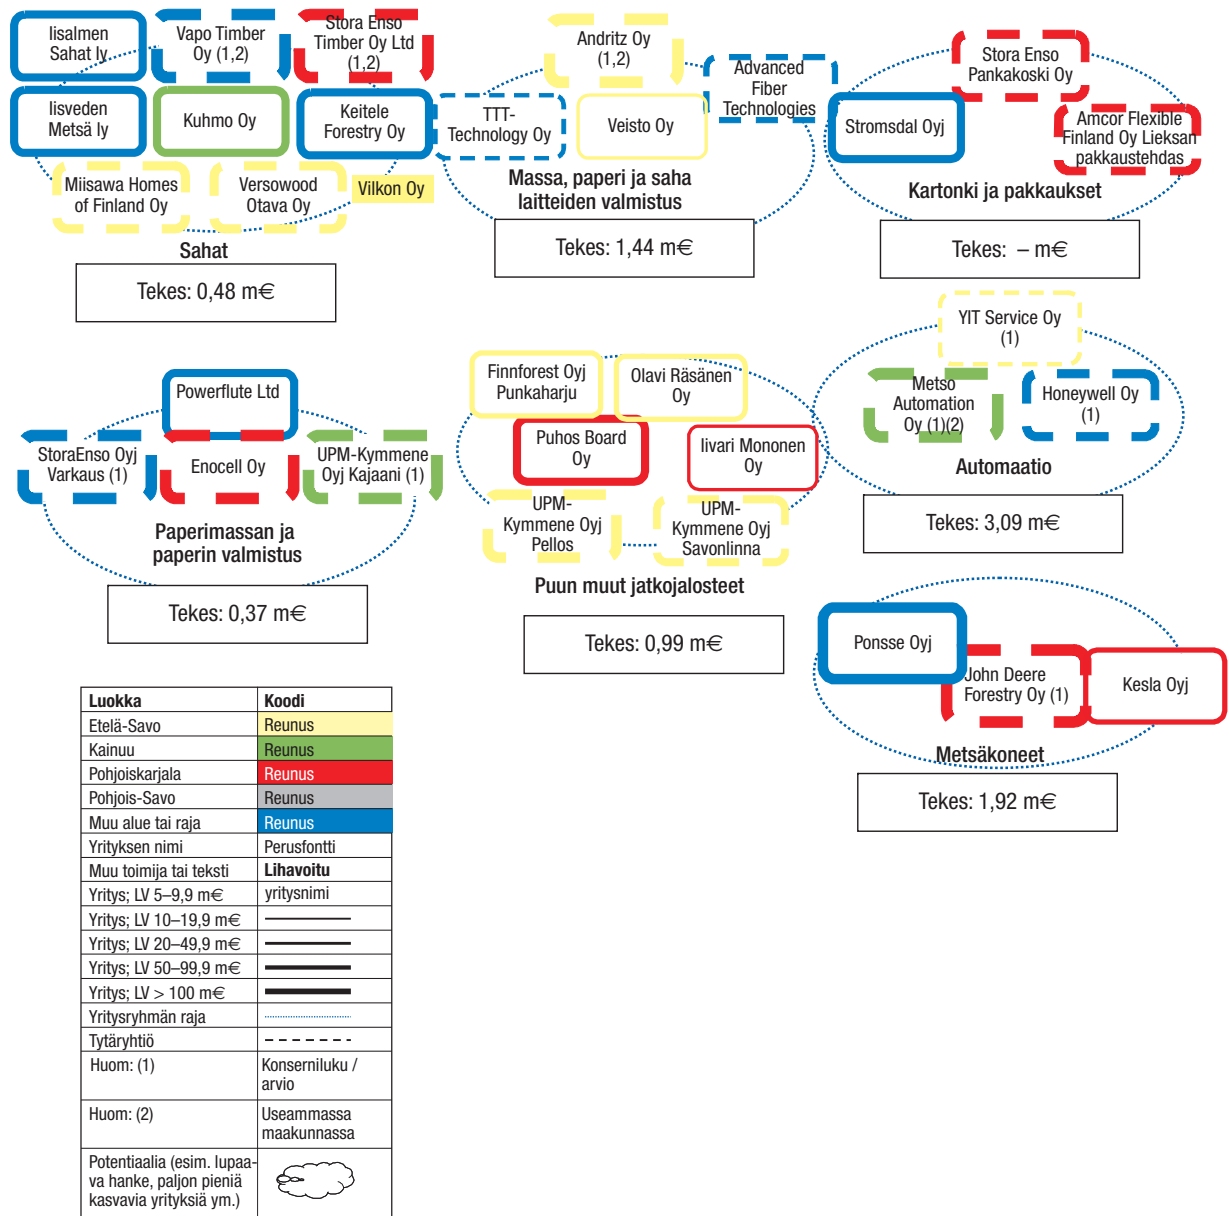 Iisalmen
Sahat Iy
Vapo Timber
Oy (1,2)
Stora Enso
Timber Oy Ltd
(1,2)
Iisveden
Metsä Iy
Kuhmo Oy
Keitele
Forestry Oy
Miisawa Homes
of Finland Oy
Versowood
Otava Oy
Vilkon Oy
Sahat
Tekes: 0,48 m€
Andritz Oy
(1,2)
Advanced
Fiber
Technologies
TTT-
Technology Oy
Veisto Oy
Massa, paperi ja saha
laitteiden valmistus
Tekes: 1,44 m€
Stora Enso
Pankakoski Oy
Stromsdal Oyj
Amcor Flexible
Finland Oy Lieksan
pakkaustehdas
Kartonki ja pakkaukset
Tekes: – m€
Powerflute Ltd
StoraEnso Oyj
Varkaus (1)
Enocell Oy
UPM-Kymmene
Oyj Kajaani (1)
Paperimassan ja
paperin valmistus
Tekes: 0,37 m€
Finnforest Oyj
Punkaharju
Olavi Räsänen
Oy
Puhos Board
Oy
Iivari Mononen
Oy
UPM-
Kymmene Oyj
Pellos
UPM-
Kymmene Oyj
Savonlinna
Puun muut jatkojalosteet
Tekes: 0,99 m€
YIT Service Oy
(1)
Metso
Automation
Oy (1)(2)
Honeywell Oy
(1)
Automaatio
Tekes: 3,09 m€
Ponsse Oyj
John Deere
Forestry Oy (1)
Kesla Oyj
Metsäkoneet
Tekes: 1,92 m€
Luokka Koodi
Etelä-Savo Reunus
Kainuu Reunus
Pohjoiskarjala Reunus
Pohjois-Savo Reunus
Muu alue tai raja Reunus
Yrityksen nimi Perusfontti
Muu toimija tai teksti Lihavoitu
Yritys; LV 5–9,9 m€ yritysnimi
Yritys; LV 10–19,9 m€
Yritys; LV 20–49,9 m€
Yritys; LV 50–99,9 m€
Yritys; LV > 100 m€
Yritysryhmän raja
Tytäryhtiö
Huom: (1) Konserniluku /
arvio
Huom: (2) Useammassa
maakunnassa
Potentiaalia (esim. lupaa-
va hanke, paljon pieniä
kasvavia yrityksiä ym.)